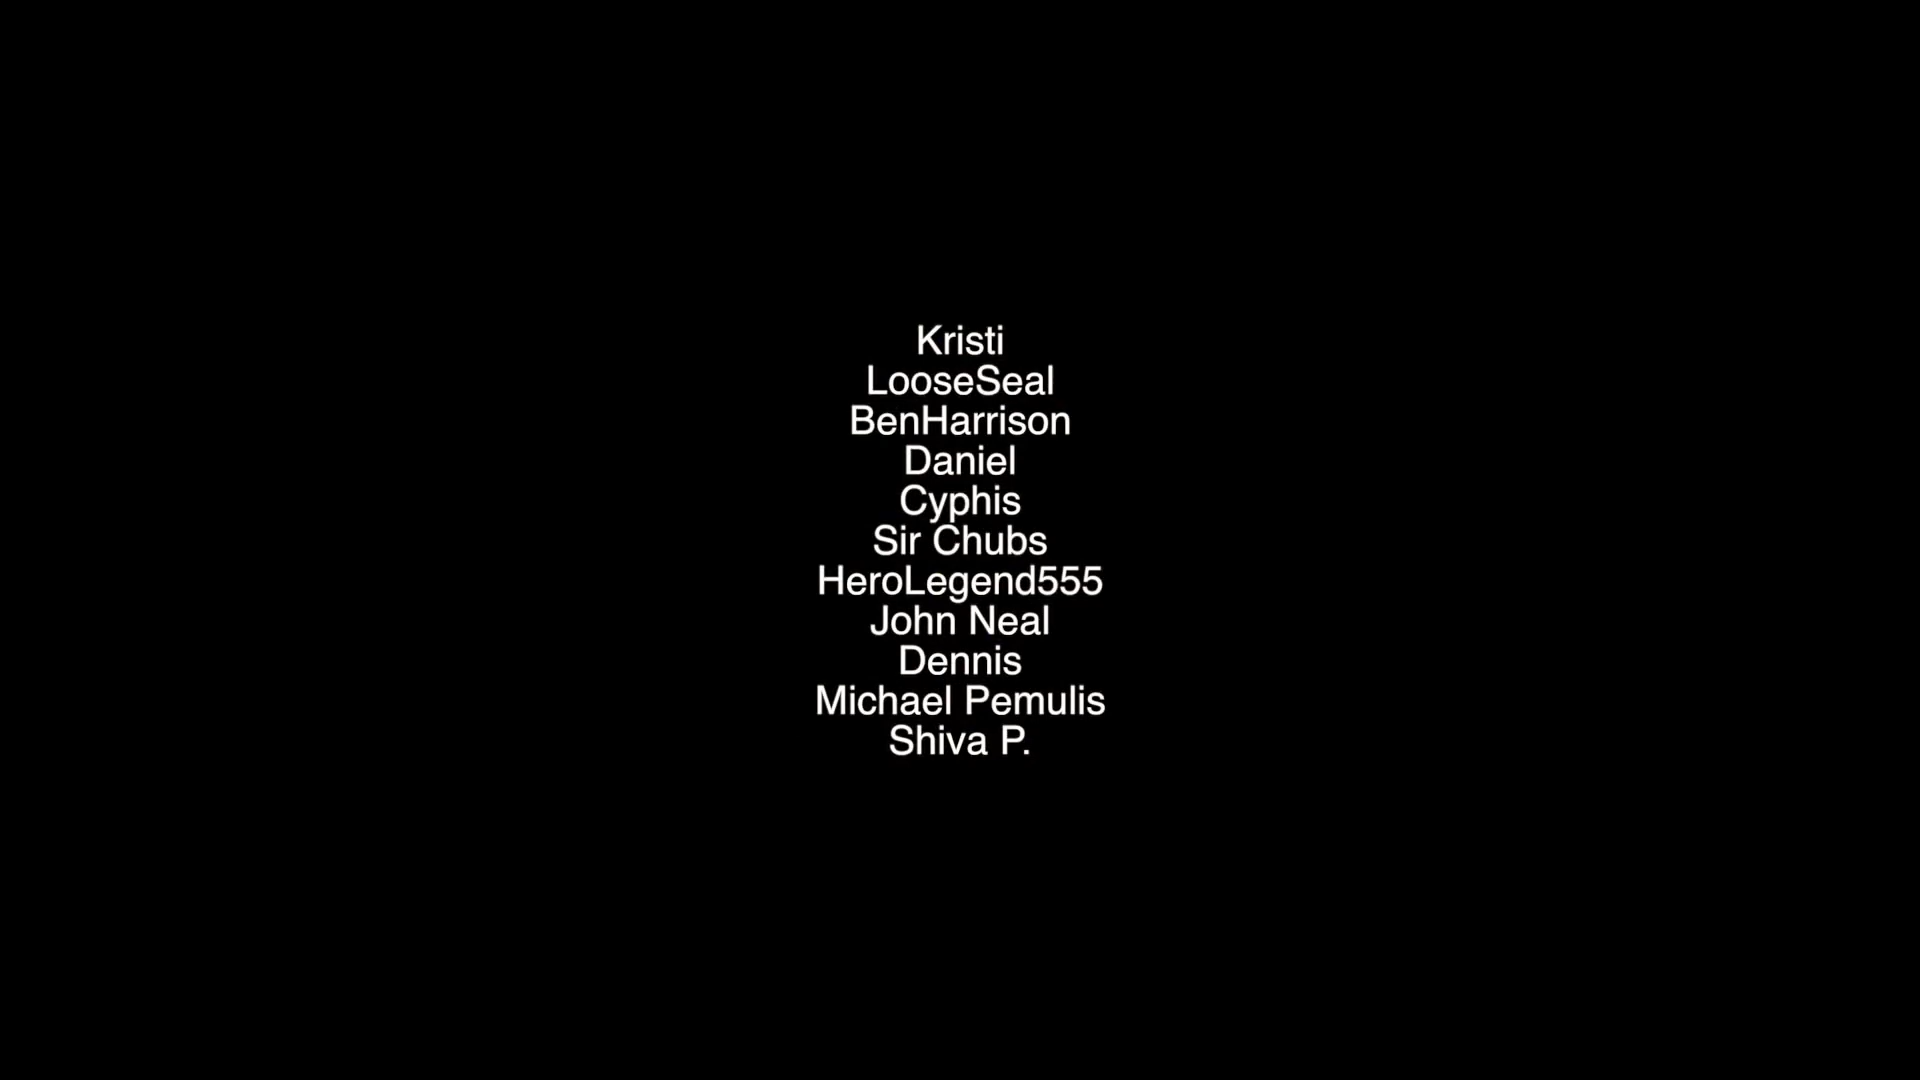 Kristi
LooseSeal
BenHarrison
Daniel
Cyphis
Sir Chubs
HeroLegend555
John Neal
Dennis
Michael Pemulis
Shiva P.